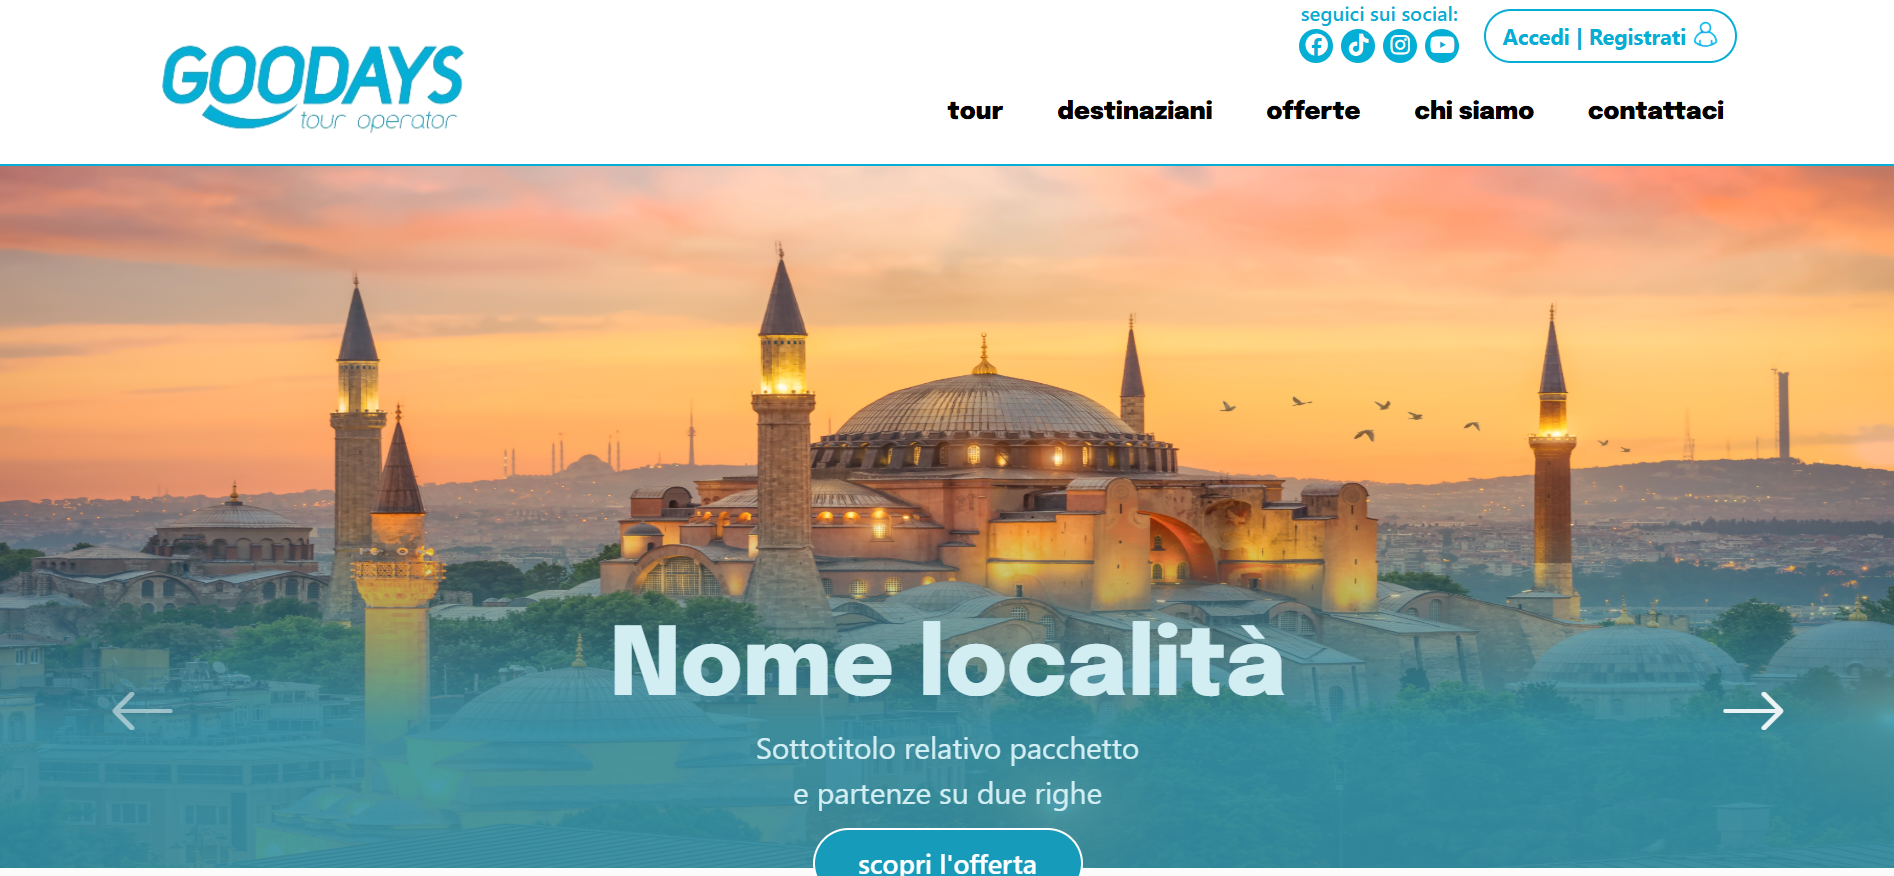 seguici sui social:
Accedi | Registrati
GOODAYS
tour operator
tour destinaziani offerte chi siamo contattaci
Nome località
Sottotitolo relativo pacchetto
e partenze su due righe
scopri l'offerta